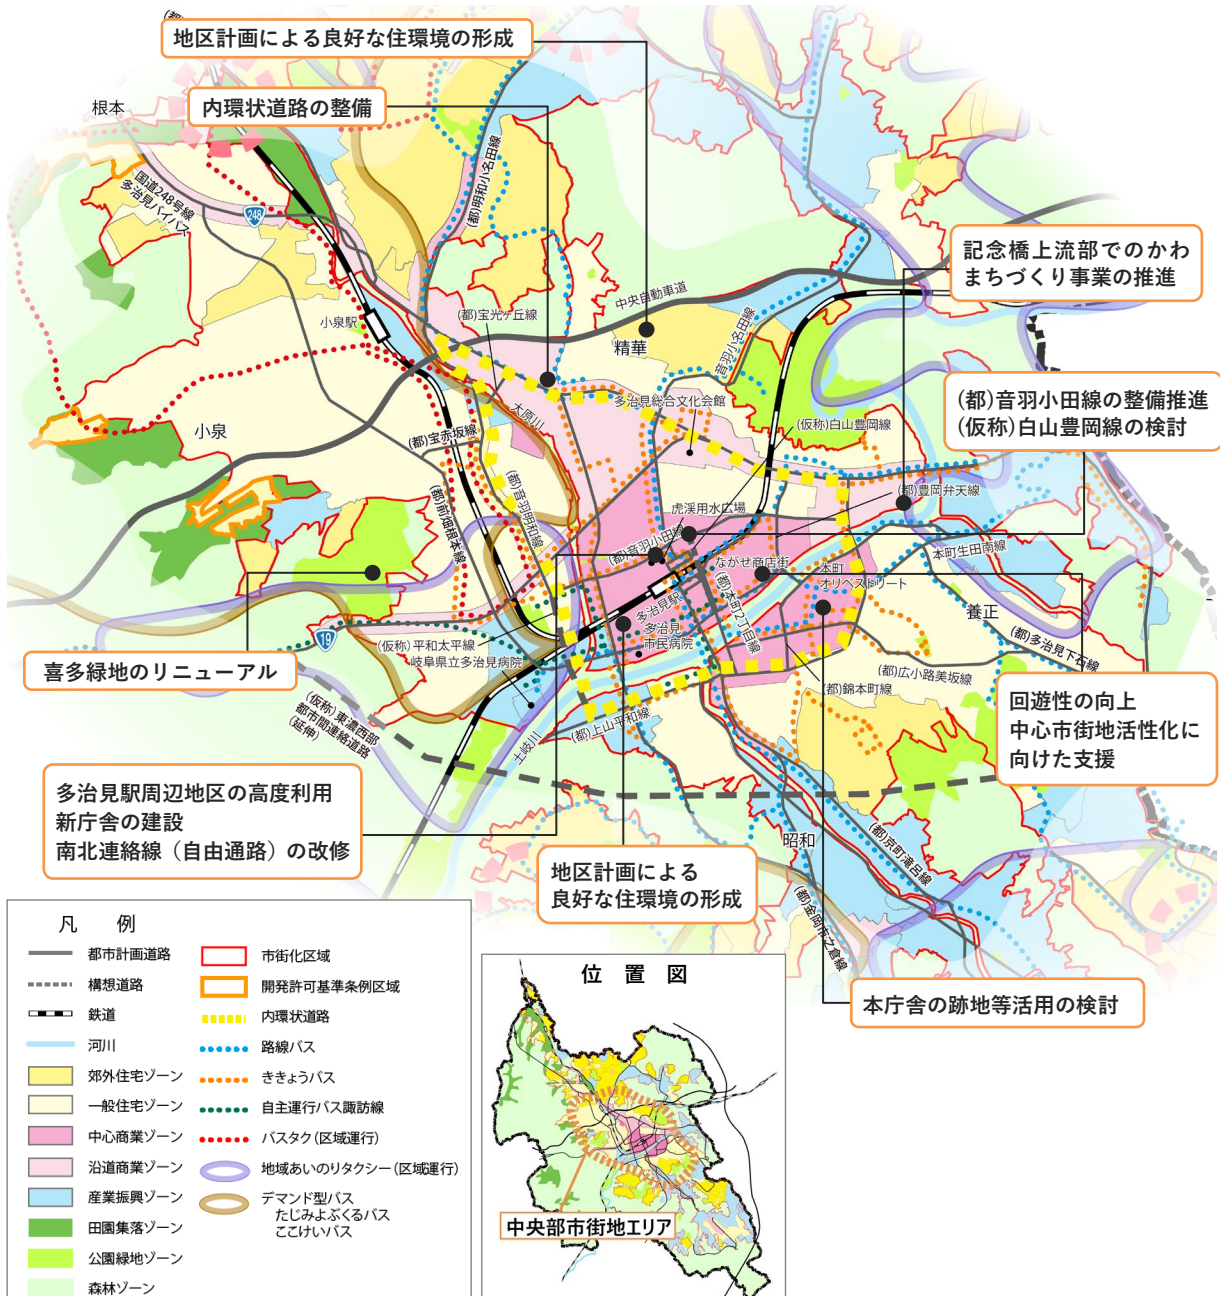 地区計画による良好な住環境の形成
内環状道路の整備
根本
国道248号線
多治見バイパス
248
(都)明和小名田線
記念橋上流部でのかわ
まちづくり事業の推進
中央自動車道
小泉駅
(都)宝光ケ丘線
精華
音羽小名田線
(都)音羽小田線の整備推進
(仮称)白山豊岡線の検討
多治見総合文化会館
大原川
(仮称)白山豊岡線
小泉
(都)宝赤坂線
(都)前畑根本線
(都)音羽明和線
(都)豊岡弁天線
虎渓用水広場
(都)音羽小田線
ながせ商店街
本町
オリベストリート
本町生田南線
養正
(都)多治見下石線
多治見駅
(都)本町2丁目線
多治見
市民病院
19
(仮称)平和太平線
岐阜県立多治見病院
(都)広小路美坂線
(都)錦本町線
喜多緑地のリニューアル
(仮称)東濃西部
都市間連絡道路
(延伸)
(都)上山平和線
土岐川
回遊性の向上
中心市街地活性化に
向けた支援
多治見駅周辺地区の高度利用
新庁舎の建設
南北連絡線（自由通路）の改修
地区計画による
良好な住環境の形成
昭和
(都)京町滝呂線
(都)金岡市之倉線
本庁舎の跡地等活用の検討
凡　例
都市計画道路
構想道路
鉄道
河川
郊外住宅ゾーン
一般住宅ゾーン
中心商業ゾーン
沿道商業ゾーン
産業振興ゾーン
田園集落ゾーン
公園緑地ゾーン
森林ゾーン
市街化区域
開発許可基準条例区域
内環状道路
路線バス
ききょうバス
自主運行バス諏訪線
バスタク(区域運行)
地域あいのりタクシー(区域運行)
デマンド型バス
たじみよぶくるバス
ここけいバス
位置図
中央部市街地エリア